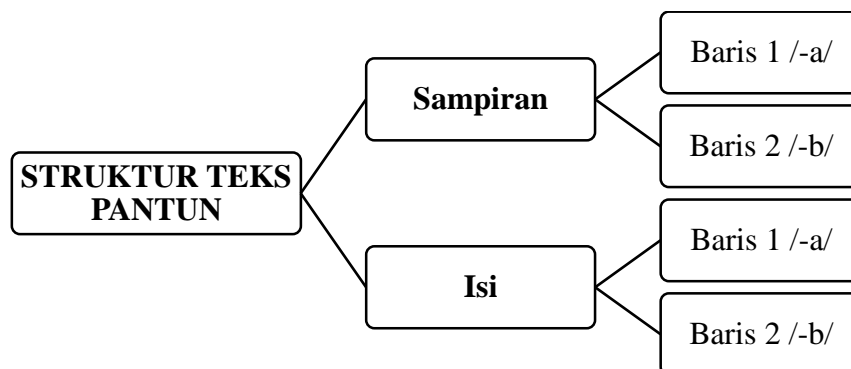 STRUKTUR TEKS
PANTUN
Sampiran
Baris 1 /-a/
Baris 2 /-b/
Isi
Baris 1 /-a/
Baris 2 /-b/